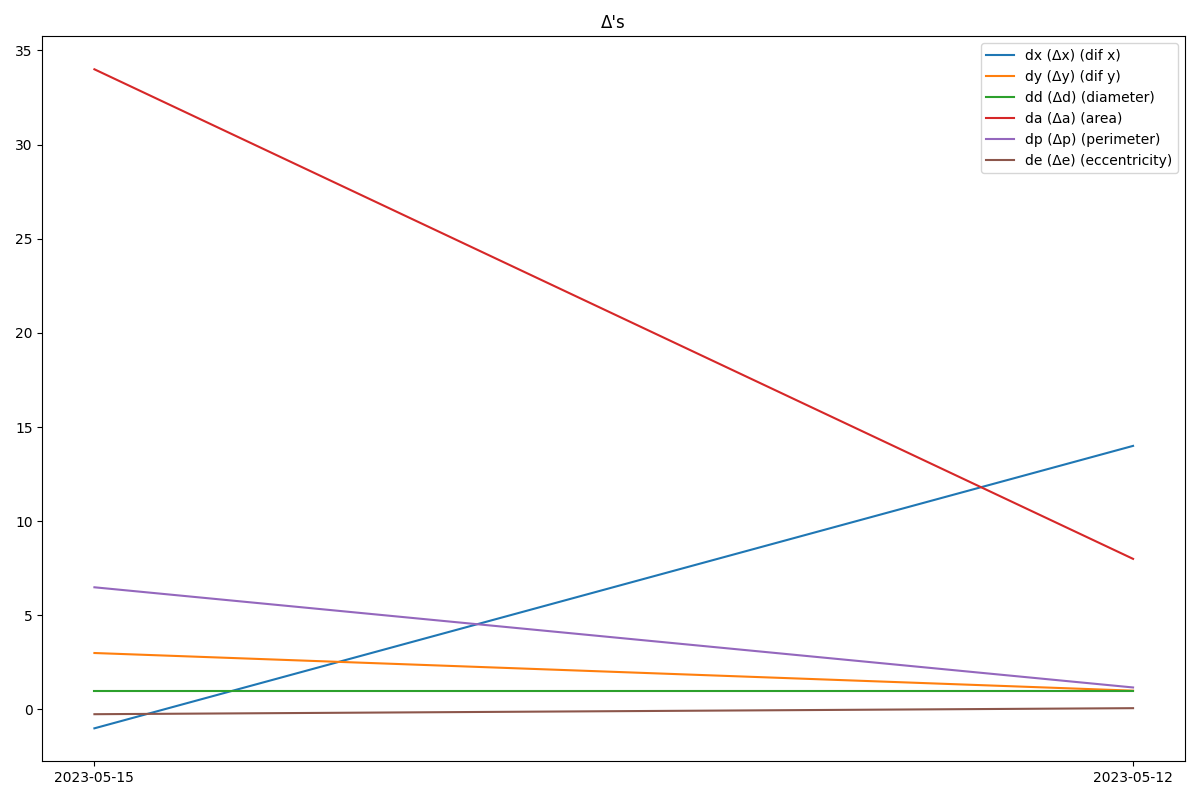 Δ's
35
30
25
20
15
10
5
0
dx (Δx) (dif x)
dy (Δy) (dif y)
dd (Δd) (diameter)
da (Δa) (area)
dp (Δp) (perimeter)
de (Δe) (eccentricity)
2023-05-15
2023-05-12